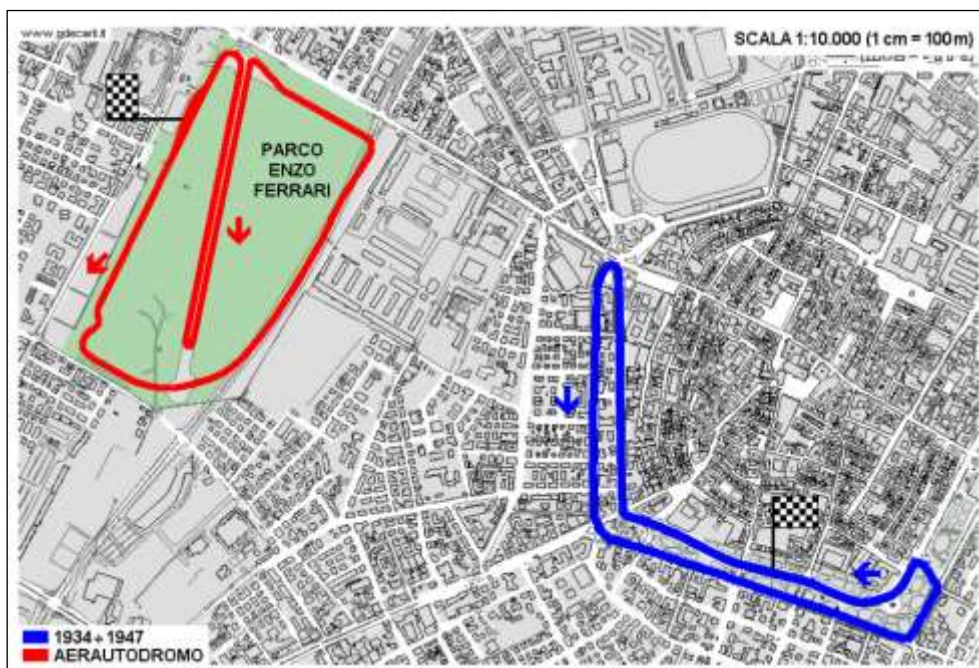 www.gdecarli.it
SCALA 1:10.000 (1 cm = 100 m)
PARCO
ENZO
FERRARI
1934÷1947
AERAUTODROMO